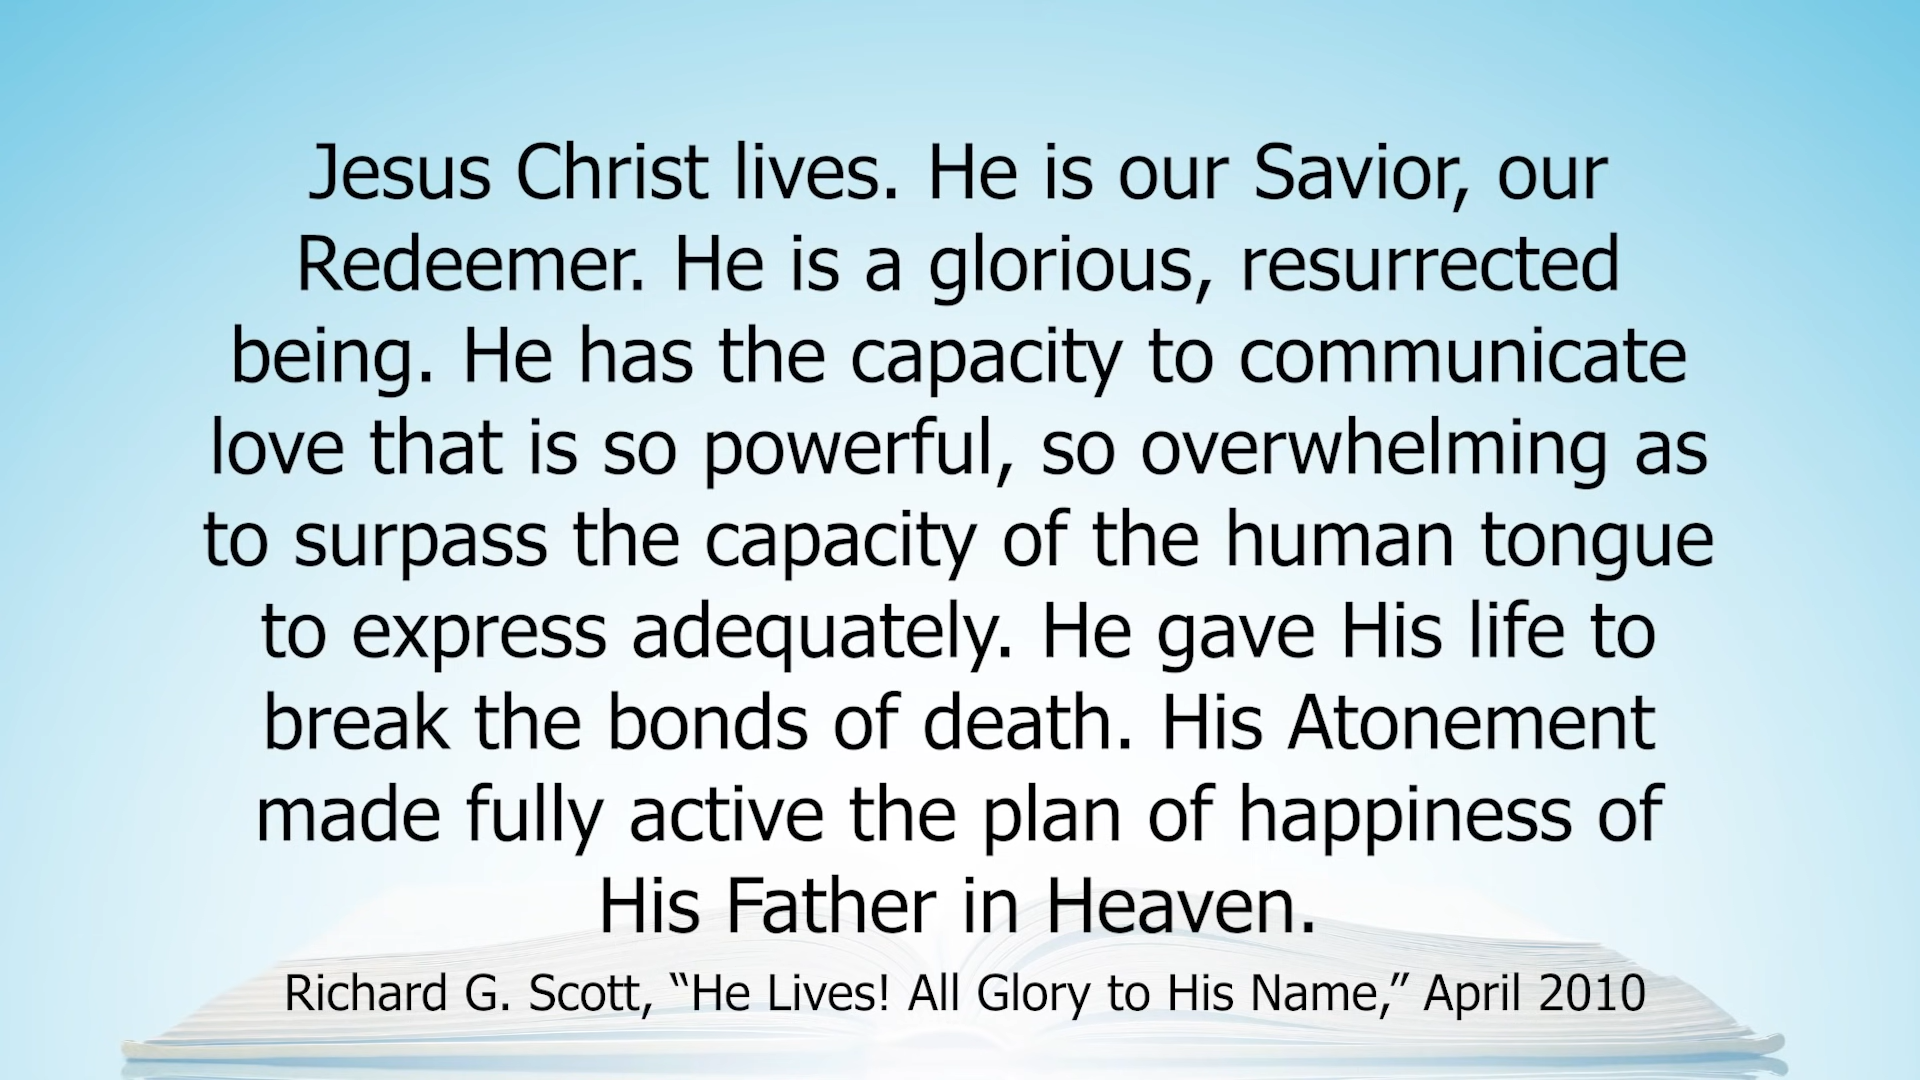 Jesus Christ lives. He is our Savior, our
Redeemer. He is a glorious, resurrected
being. He has the capacity to communicate
love that is so powerful, so overwhelming as
to surpass the capacity of the human tongue
to express adequately. He gave His life to
break the bonds of death. His Atonement
made fully active the plan of happiness of
His Father in Heaven.
Richard G. Scott, “He Lives! All Glory to His Name,” April 2010